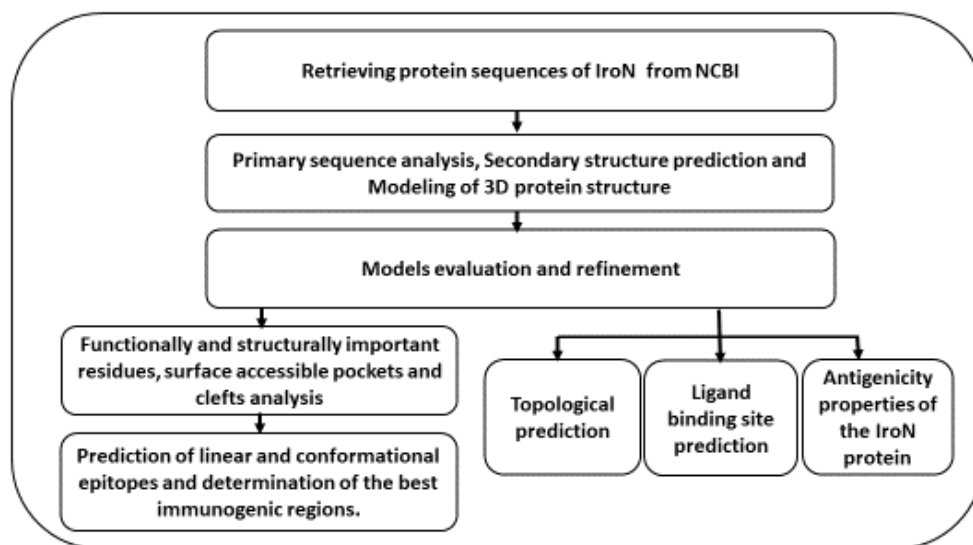 Retrieving protein sequences of IroN from NCBI
Primary sequence analysis, Secondary structure prediction and
Modeling of 3D protein structure
Models evaluation and refinement
Functionally and structurally important
residues, surface accessible pockets and
clefts analysis
Prediction of linear and conformational
epitopes and determination of the best
immunogenic regions.
Topological
prediction
Ligand
binding site
prediction
Antigenicity
properties of
the IroN
protein